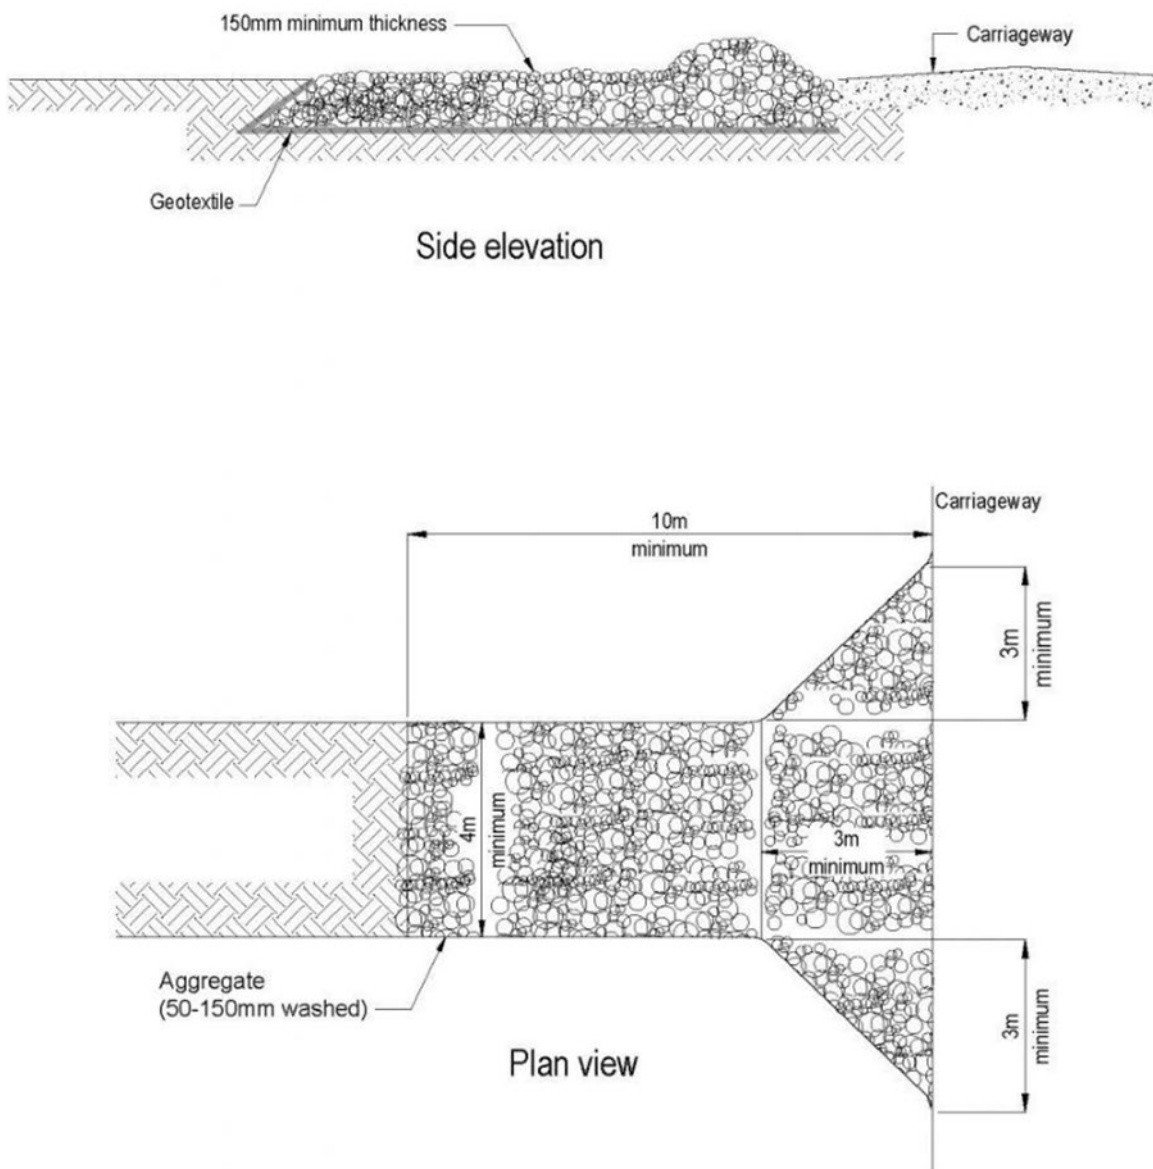 150mm minimum thickness
Carriageway
Geotextile
Side elevation
Carriageway
10m
minimum
3m
minimum
4m
minimum
3m
minimum
Aggregate
(50-150mm washed)
3m
minimum
Plan view